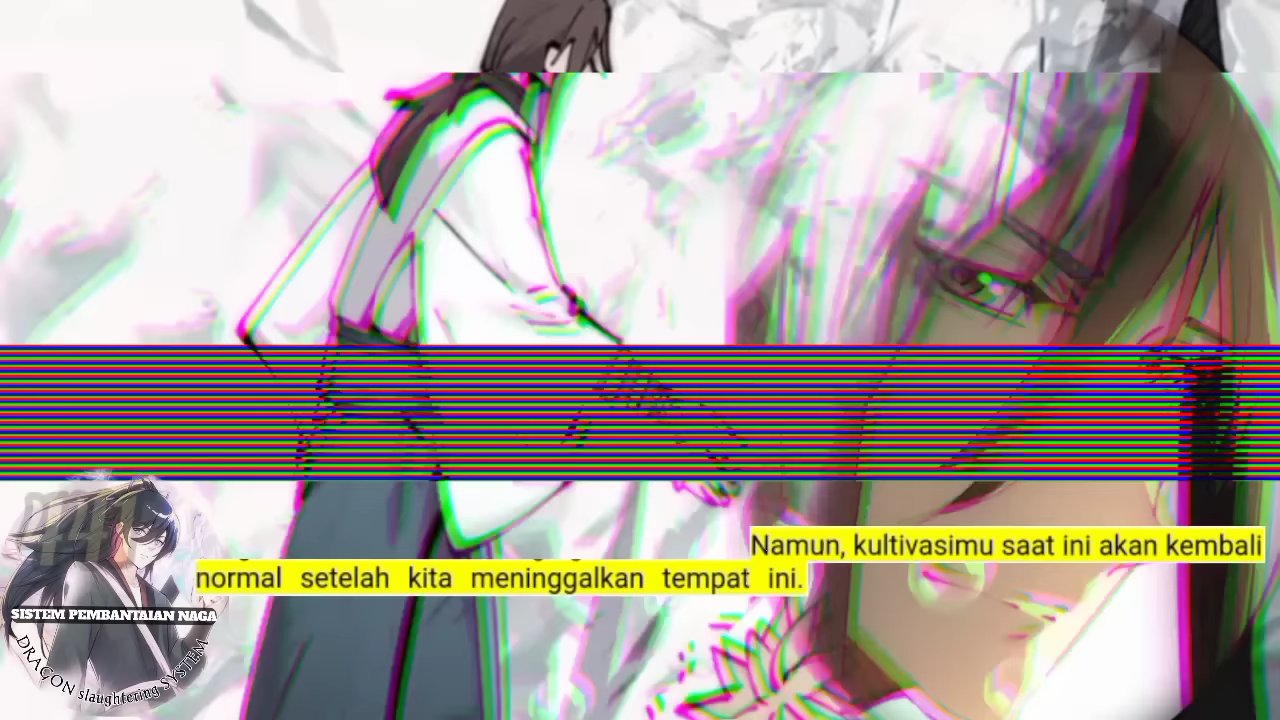 Namun, kultivasimu saat ini akan kembali
normal setelah kita meninggalkan tempat ini.
SISTEM PEMBANTAIAN NAGA
DRAGON slaughtering SYSTEM